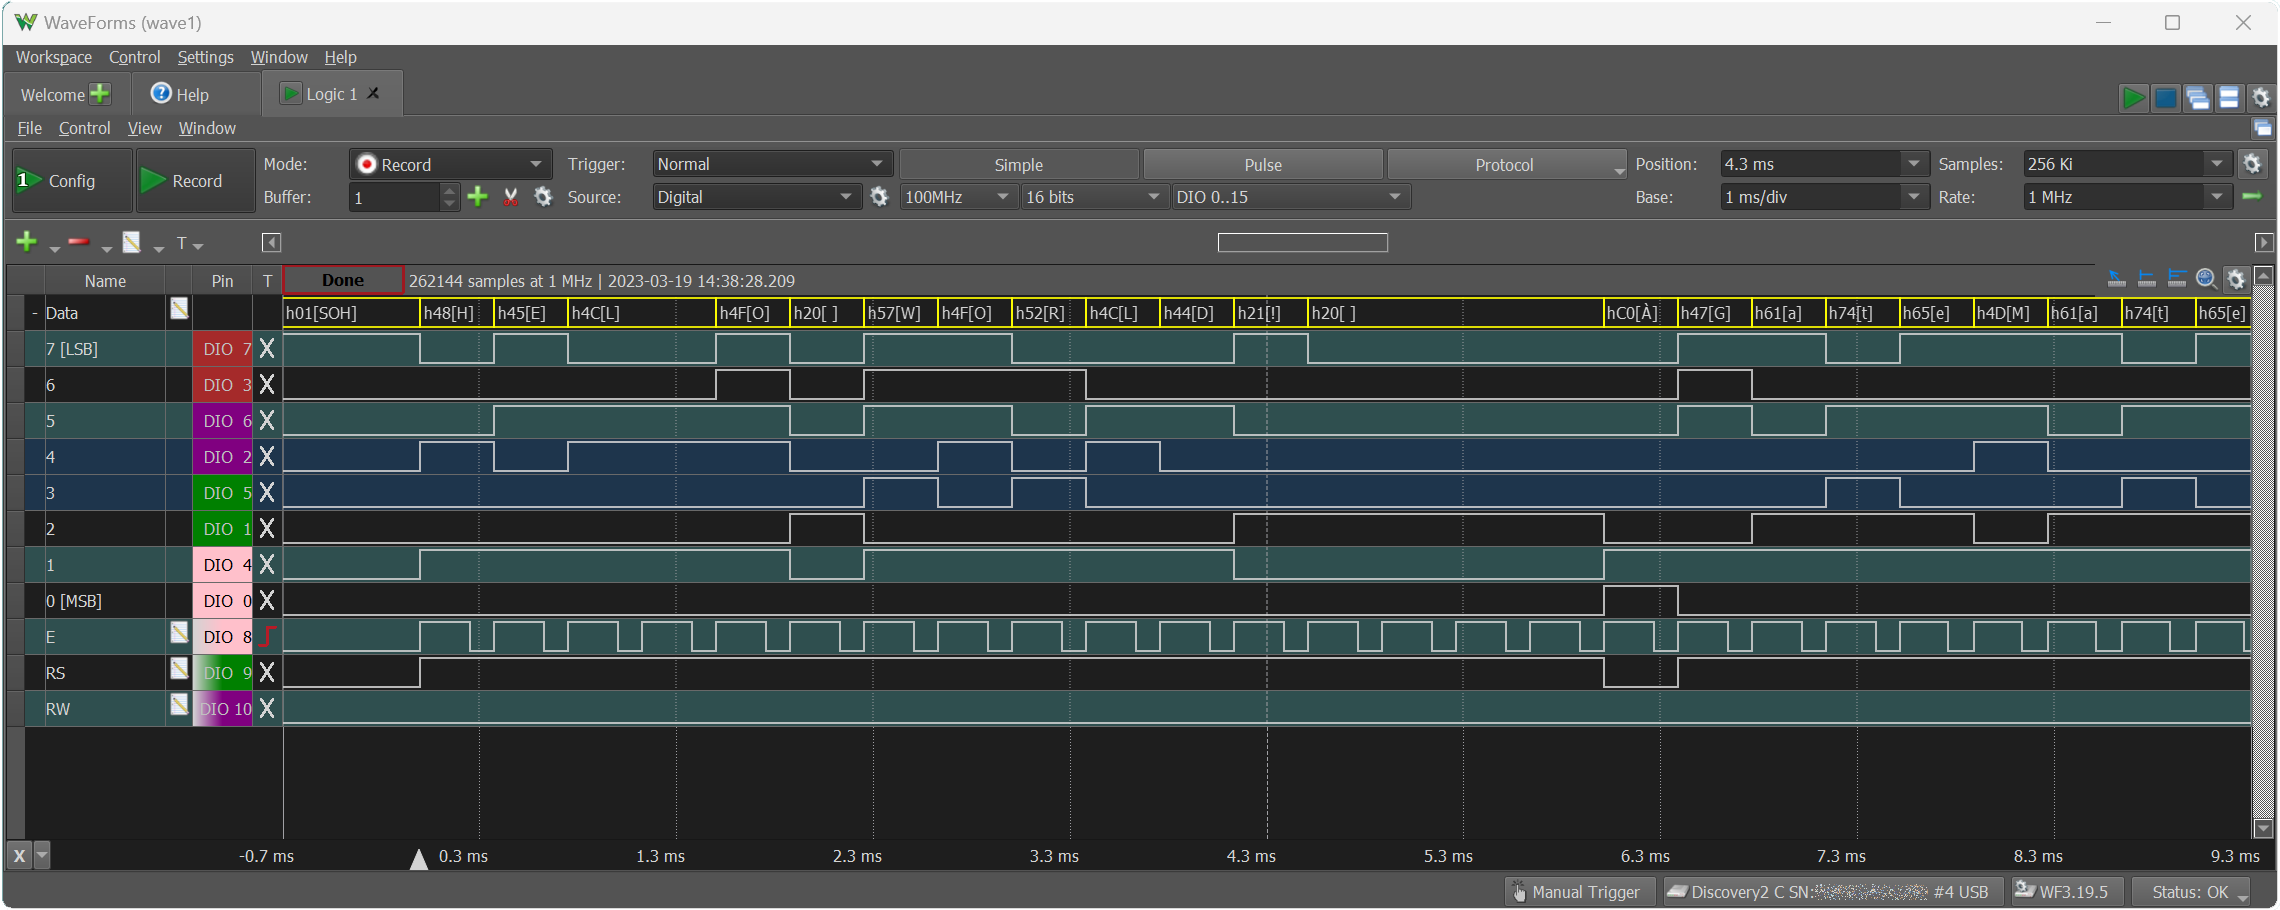 WaveForms (wave1)
Workspace Control Settings Window Help
Welcome Help Logic 1 X
File Control View Window
1 Config Record Mode: Record Trigger: Normal Simple Pulse Protocol Position: 4.3 ms Samples: 256 Ki
Buffer: 1 Source: Digital 100MHz 16 bits DIO 0..15 Base: 1 ms/div Rate: 1 MHz
T
Name Pin T Done 262144 samples at 1 MHz | 2023-03-19 14:38:28.209
- Data h01[SOH] h48[H] h45[E] h4C[L] h4F[O] h20[ ] h57[W] h4F[O] h52[R] h4C[L] h44[D] h21[!] h20[ ] hC0[À] h47[G] h61[a] h74[t] h65[e] h4D[M] h61[a] h74[t] h65[e]
7 [LSB] DIO 7 X
6 DIO 3 X
5 DIO 6 X
4 DIO 2 X
3 DIO 5 X
2 DIO 1 X
1 DIO 4 X
0 [MSB] DIO 0 X
E DIO 8
RS DIO 9 X
RW DIO 10 X
X -0.7 ms 0.3 ms 1.3 ms 2.3 ms 3.3 ms 4.3 ms 5.3 ms 6.3 ms 7.3 ms 8.3 ms 9.3 ms
Manual Trigger Discovery2 C SN: #4 USB WF3.19.5 Status: OK